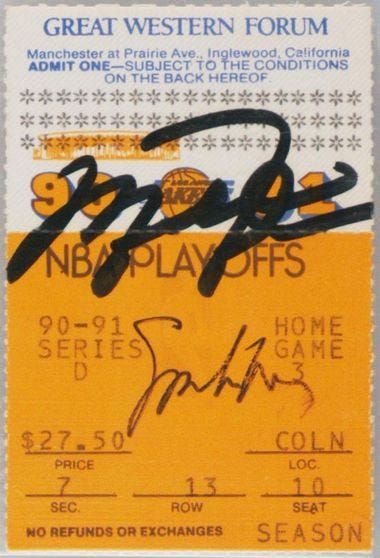 GREAT WESTERN FORUM
Manchester at Prairie Ave., Inglewood, California
ADMIT ONE—SUBJECT TO THE CONDITIONS
ON THE BACK HEREOF.
NBA PLAYOFFS
90-91 HOME
SERIES GAME
D 3
$27.50 COLN
PRICE LOC.
7 13 10
SEC. ROW SEAT
NO REFUNDS OR EXCHANGES SEASON